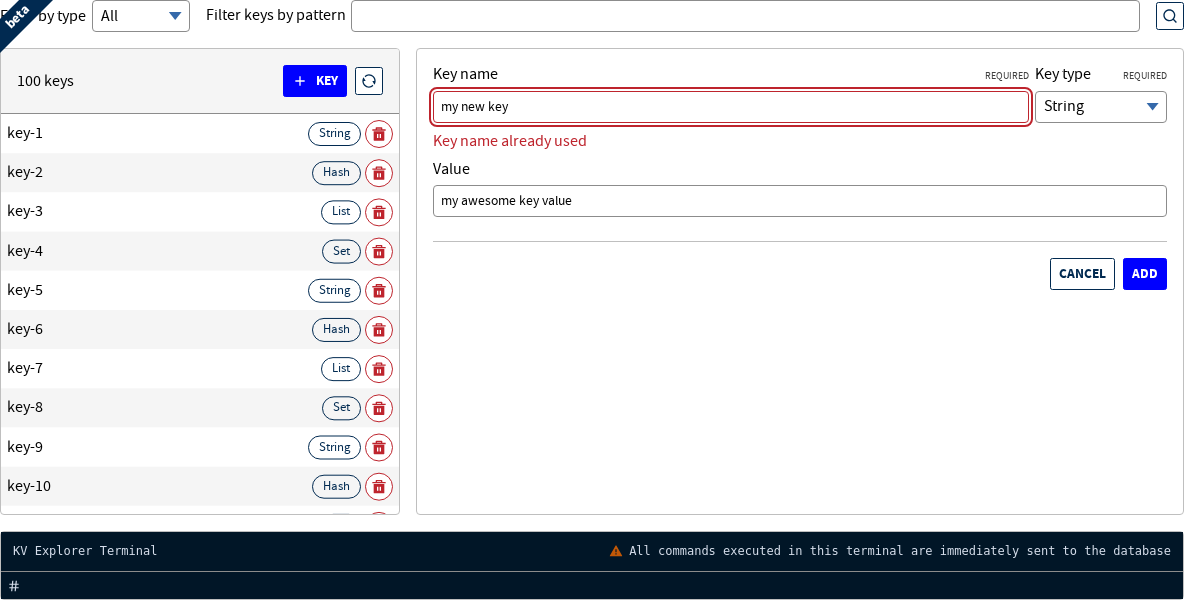 beta
by type All Filter keys by pattern
100 keys + KEY
key-1 String
key-2 Hash
key-3 List
key-4 Set
key-5 String
key-6 Hash
key-7 List
key-8 Set
key-9 String
key-10 Hash
Key name REQUIRED Key type REQUIRED
my new key String
Key name already used
Value
my awesome key value
CANCEL ADD
KV Explorer Terminal All commands executed in this terminal are immediately sent to the database
#